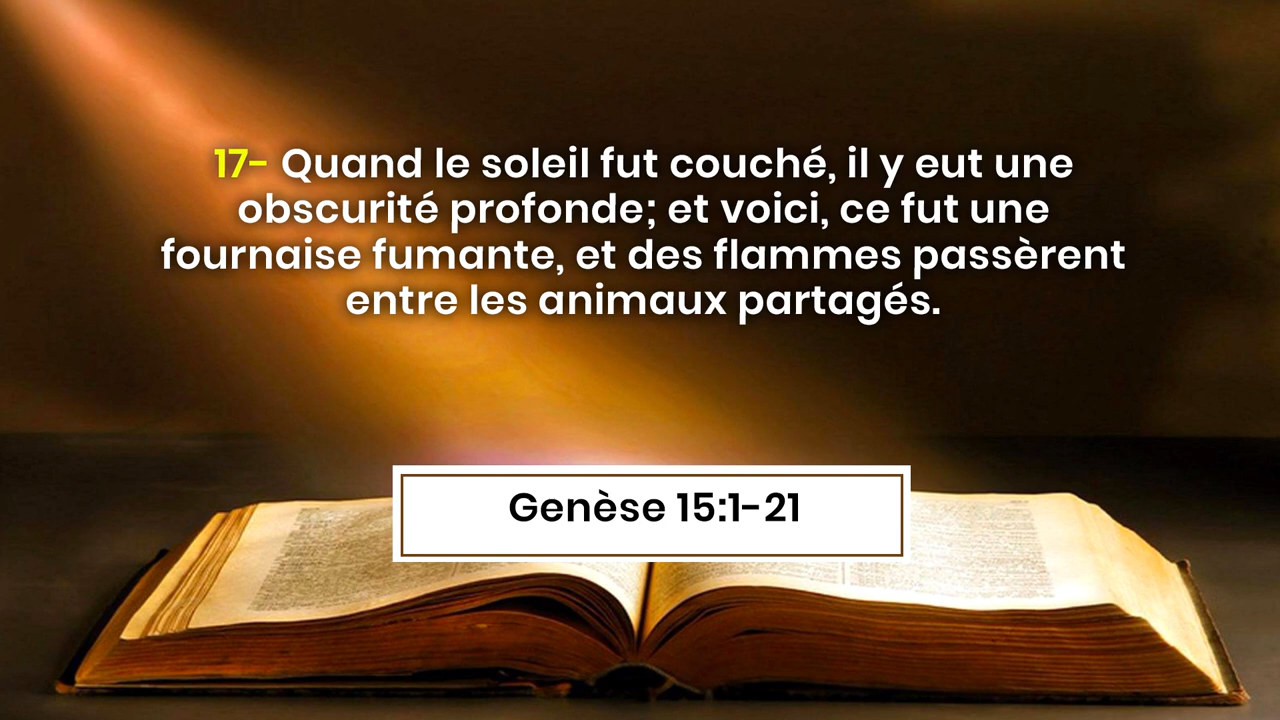 17- Quand le soleil fut couché, il y eut une
obscurité profonde; et voici, ce fut une
fournaise fumante, et des flammes passèrent
entre les animaux partagés.
Genèse 15:1-21